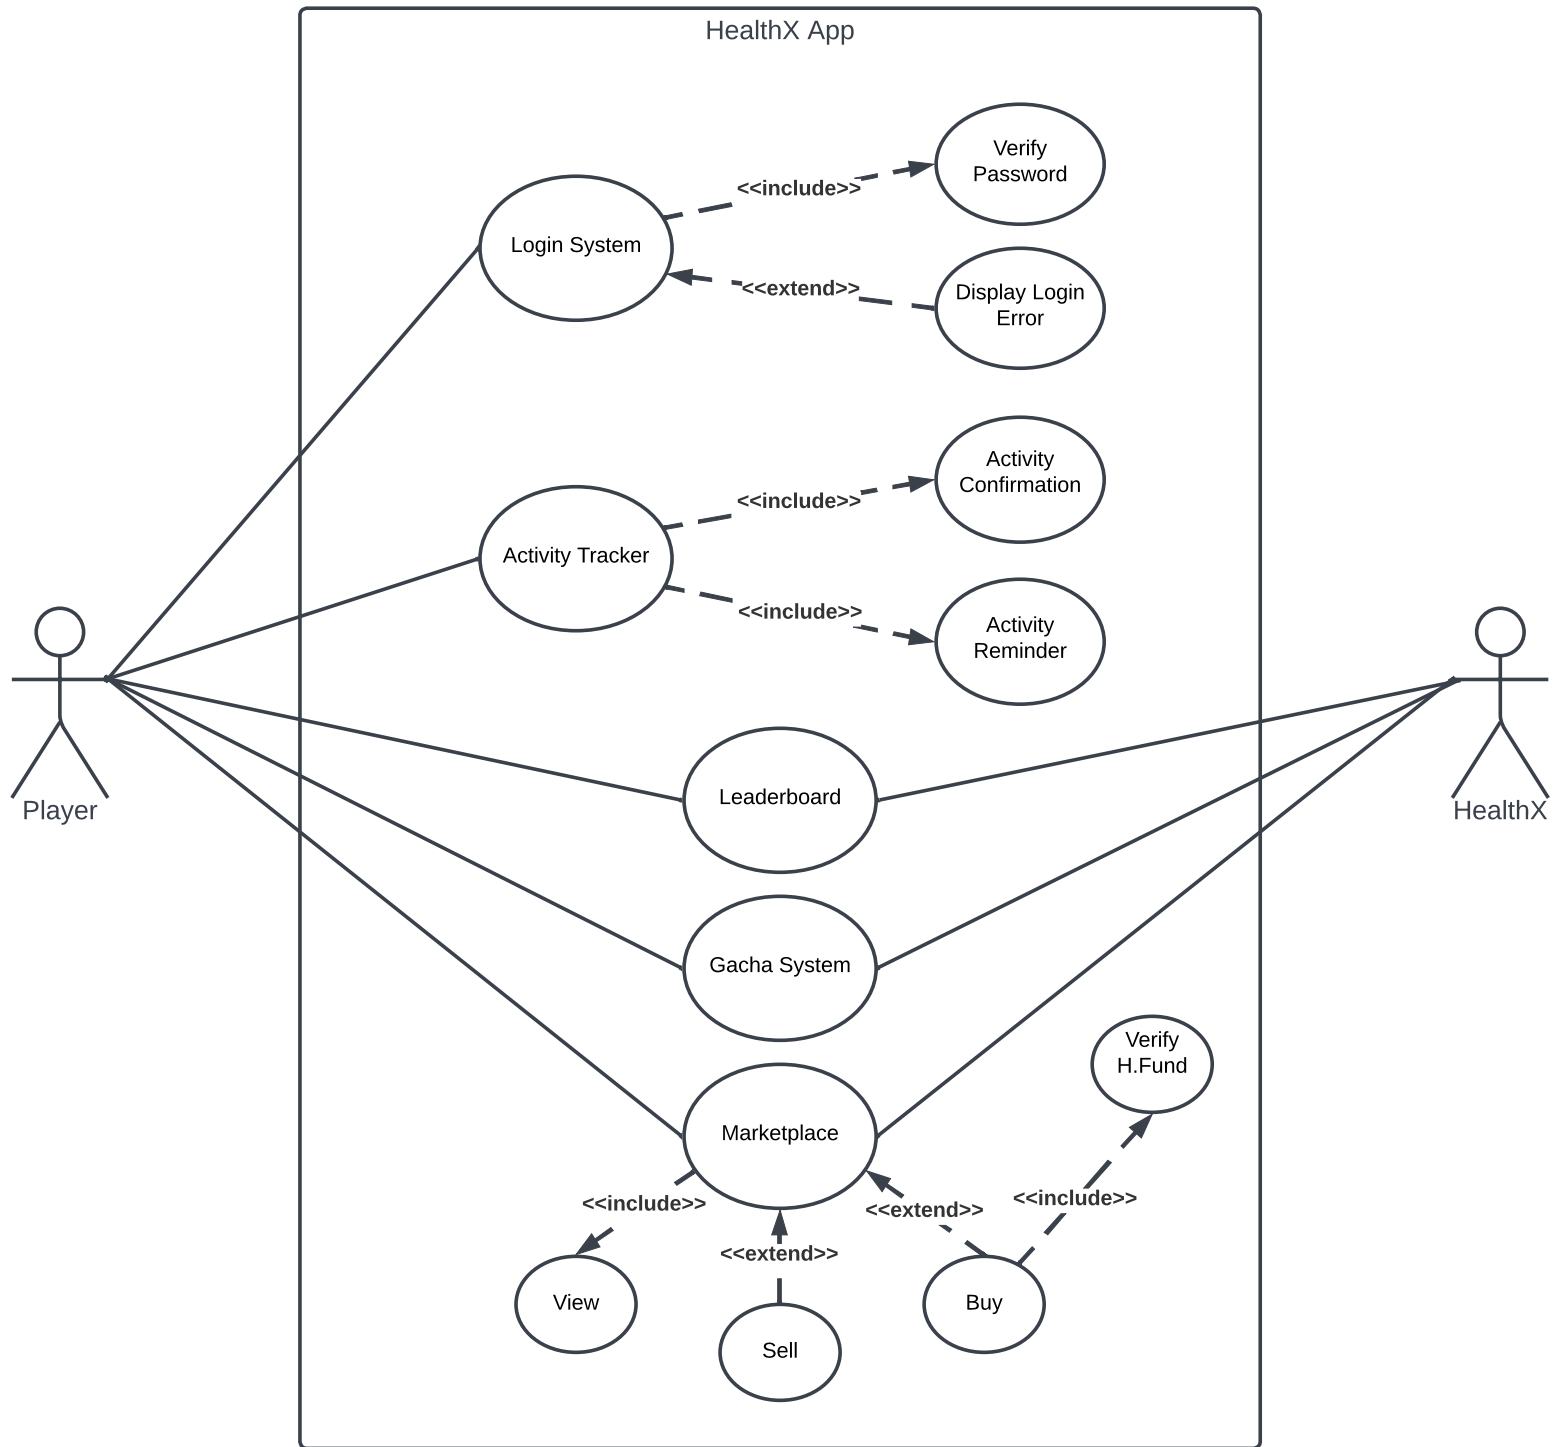 HealthX App
Verify
Password
<<include>>
Login System
<<extend>>
Display Login
Error
Activity
Confirmation
<<include>>
Activity Tracker
<<include>>
Activity
Reminder
Leaderboard
Player
HealthX
Gacha System
Verify
H.Fund
Marketplace
<<include>>
<<extend>>
<<extend>>
<<include>>
View
Sell
Buy